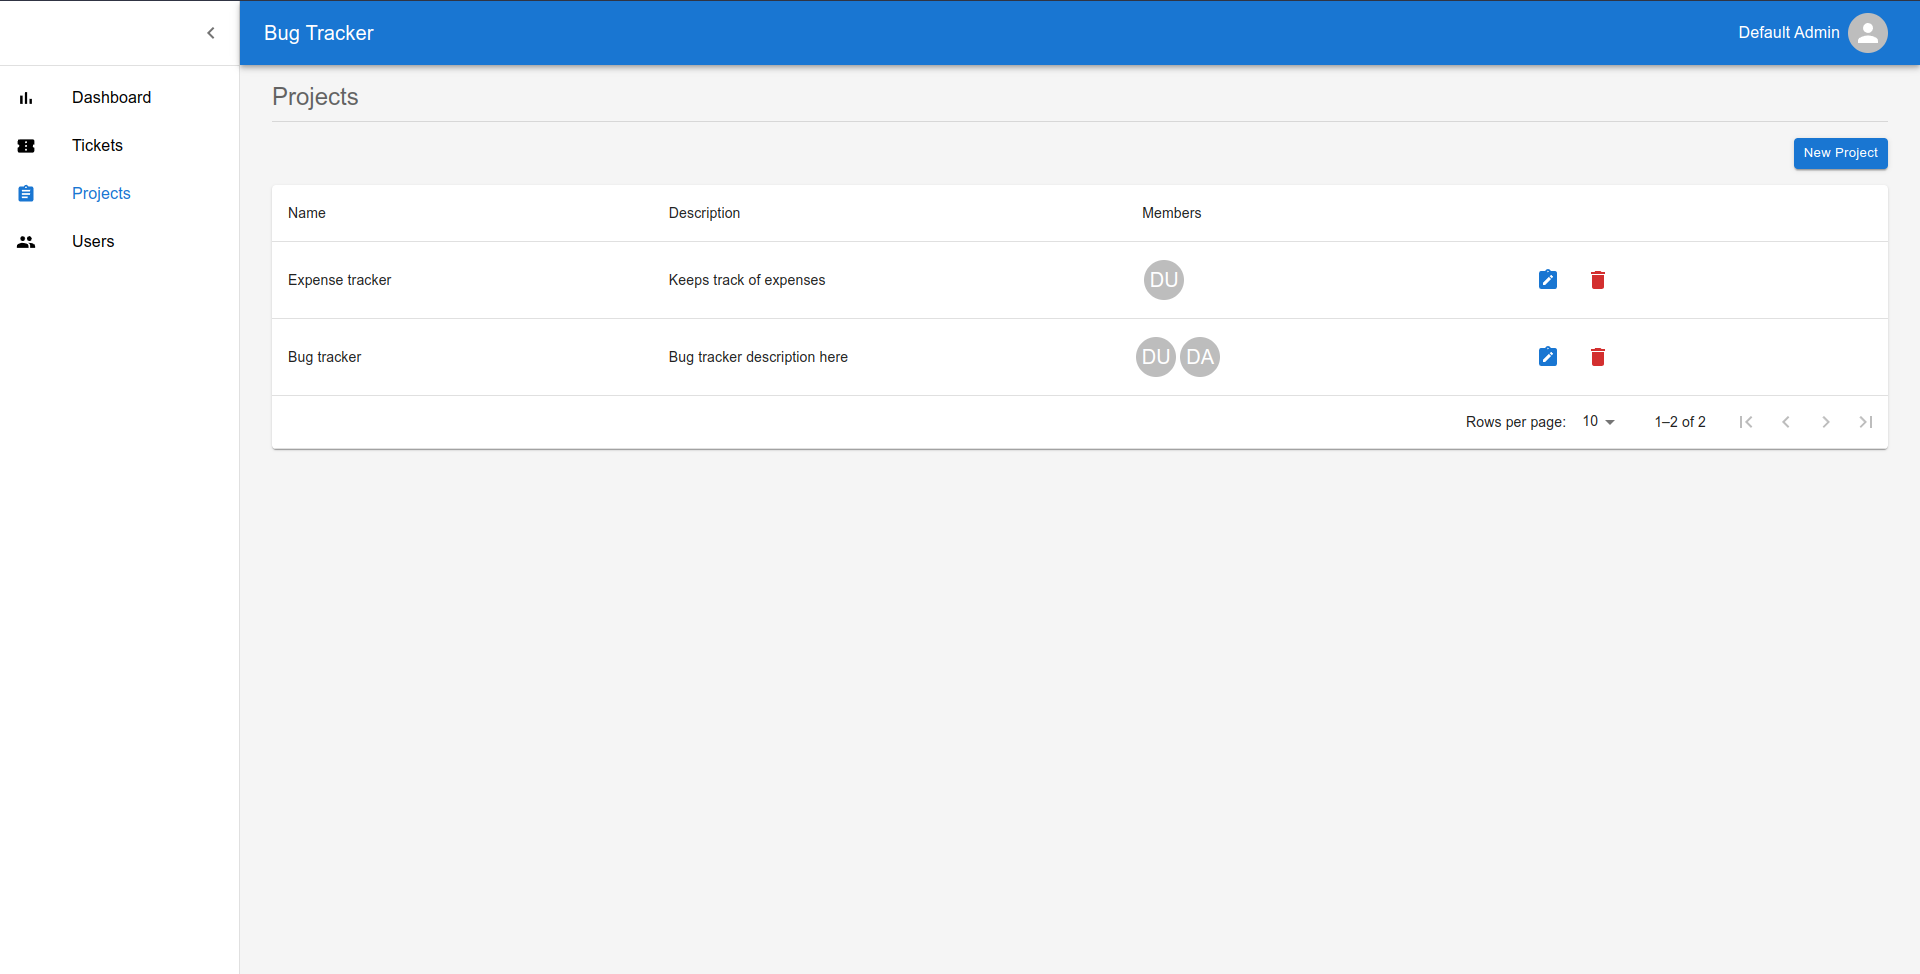 Bug Tracker
Default Admin
Dashboard
Tickets
Projects
Users
Projects
New Project
Name Description Members
Expense tracker Keeps track of expenses DU
Bug tracker Bug tracker description here DU DA
Rows per page: 10 1–2 of 2